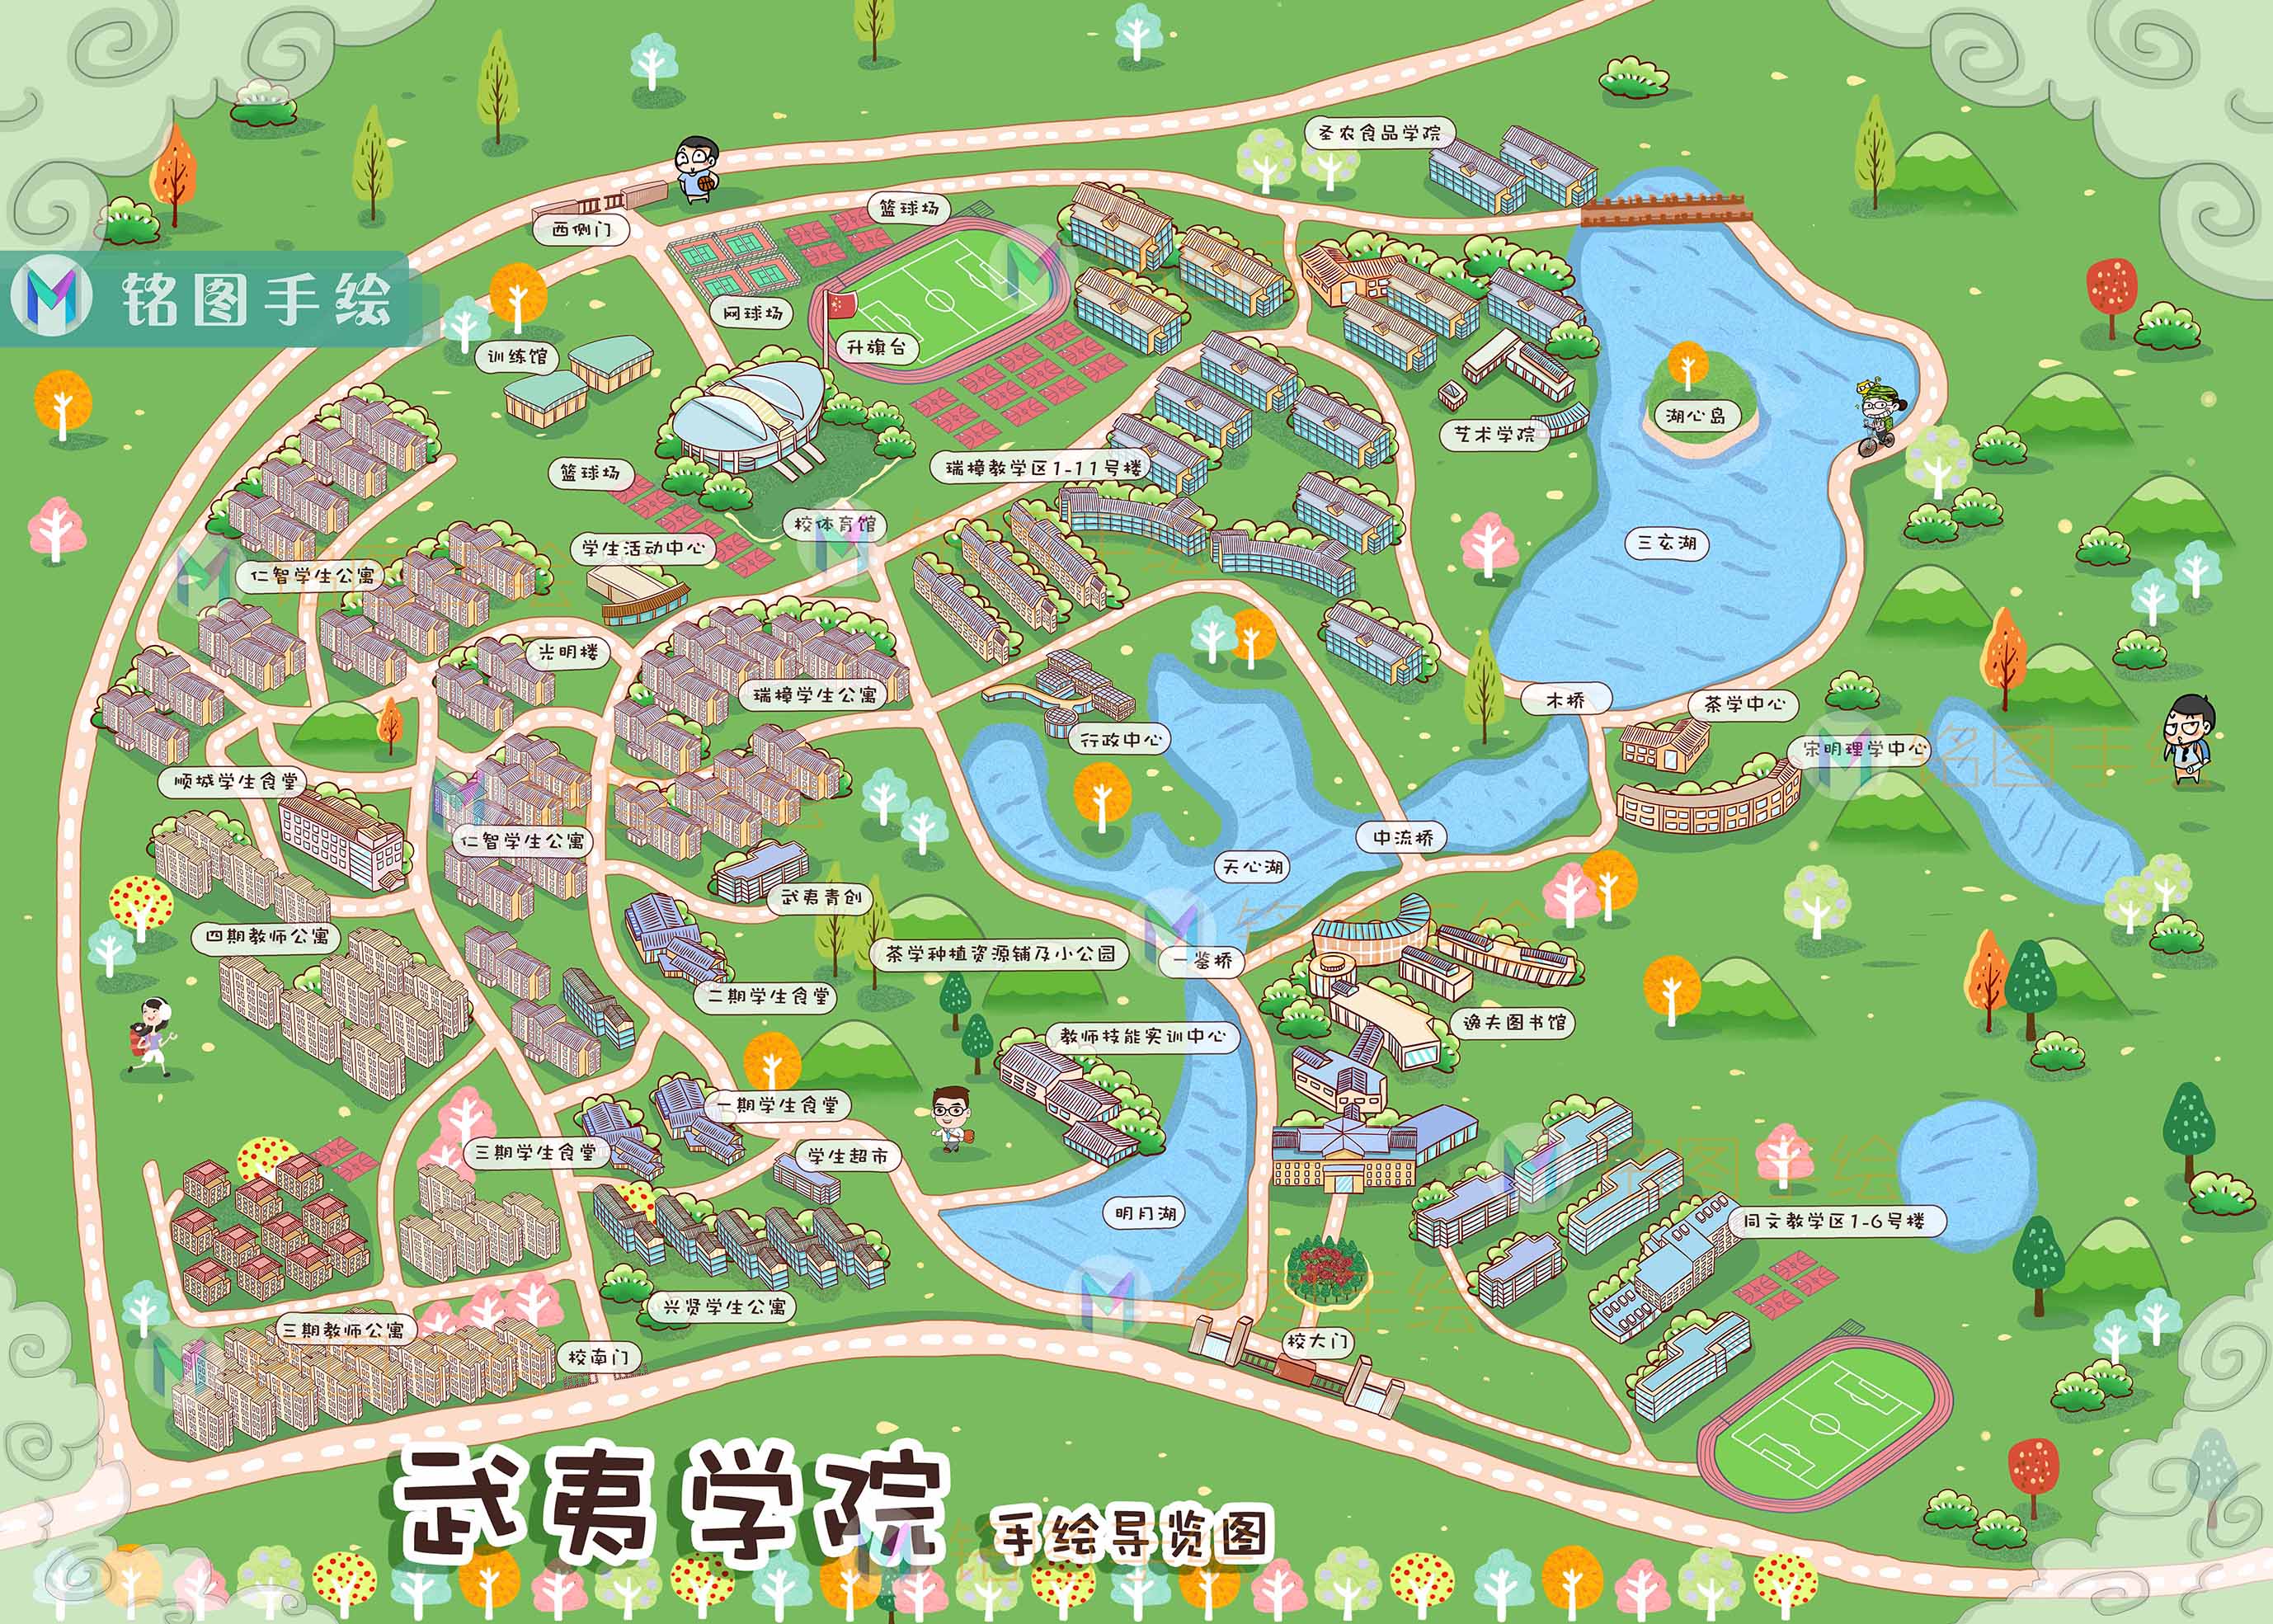 圣农食品学院
篮球场
西侧门
铭图手绘
网球场
升旗台
训练馆
湖心岛
艺术学院
瑞樟教学区1-11号楼
篮球场
校体育馆
三玄湖
学生活动中心
仁智学生公寓
光明楼
瑞樟学生公寓
木桥
茶学中心
行政中心
宋明理学中心
顺城学生食堂
中流桥
仁智学生公寓
天心湖
武夷青创
四期教师公寓
茶学种植资源铺及小公园
一鉴桥
二期学生食堂
逸夫图书馆
教师技能实训中心
一期学生食堂
三期学生食堂
学生超市
明月湖
同文教学区1-6号楼
兴贤学生公寓
三期教师公寓
校大门
校南门
武夷学院
手绘导览图